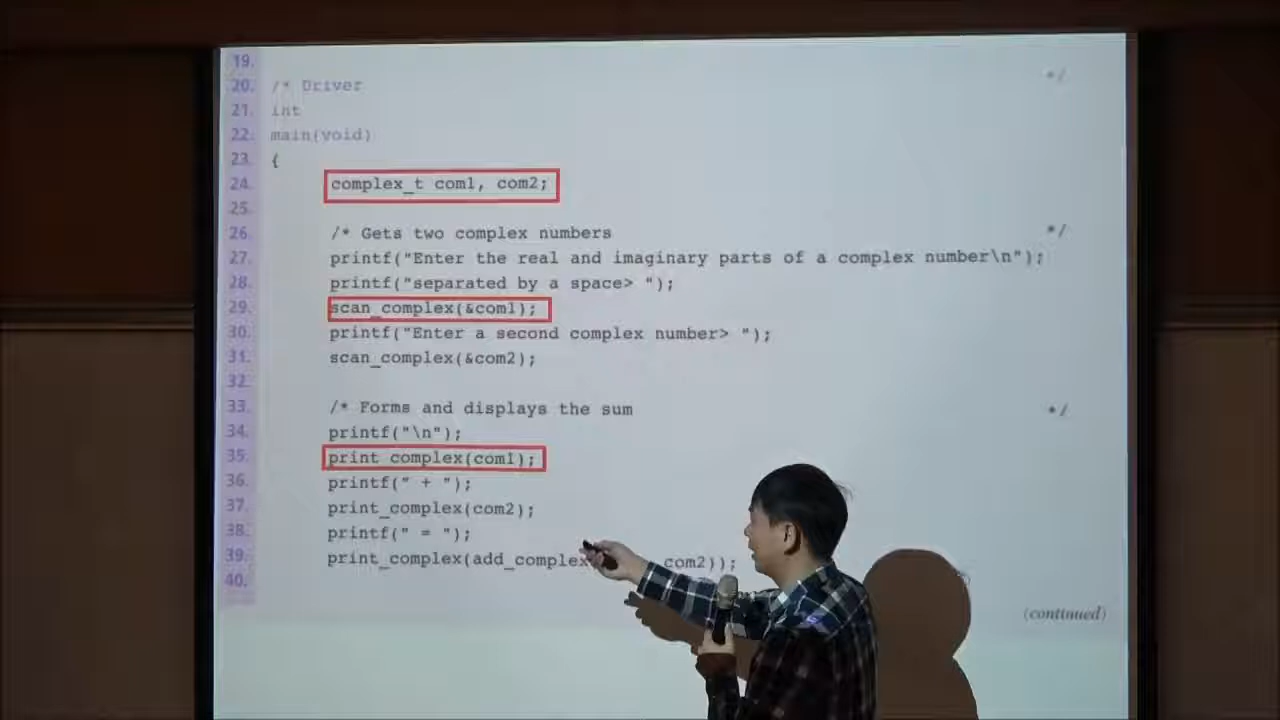 19.
20. /* Driver */
21. int
22. main(void)
23. {
24. complex_t com1, com2;
25.
26. /* Gets two complex numbers */
27. printf("Enter the real and imaginary parts of a complex number\n");
28. printf("separated by a space> ");
29. scan_complex(&com1);
30. printf("Enter a second complex number> ");
31. scan_complex(&com2);
32.
33. /* Forms and displays the sum */
34. printf("\n");
35. print_complex(com1);
36. printf(" + ");
37. print_complex(com2);
38. printf(" = ");
39. print_complex(add_complex com2));
40.
(continued)